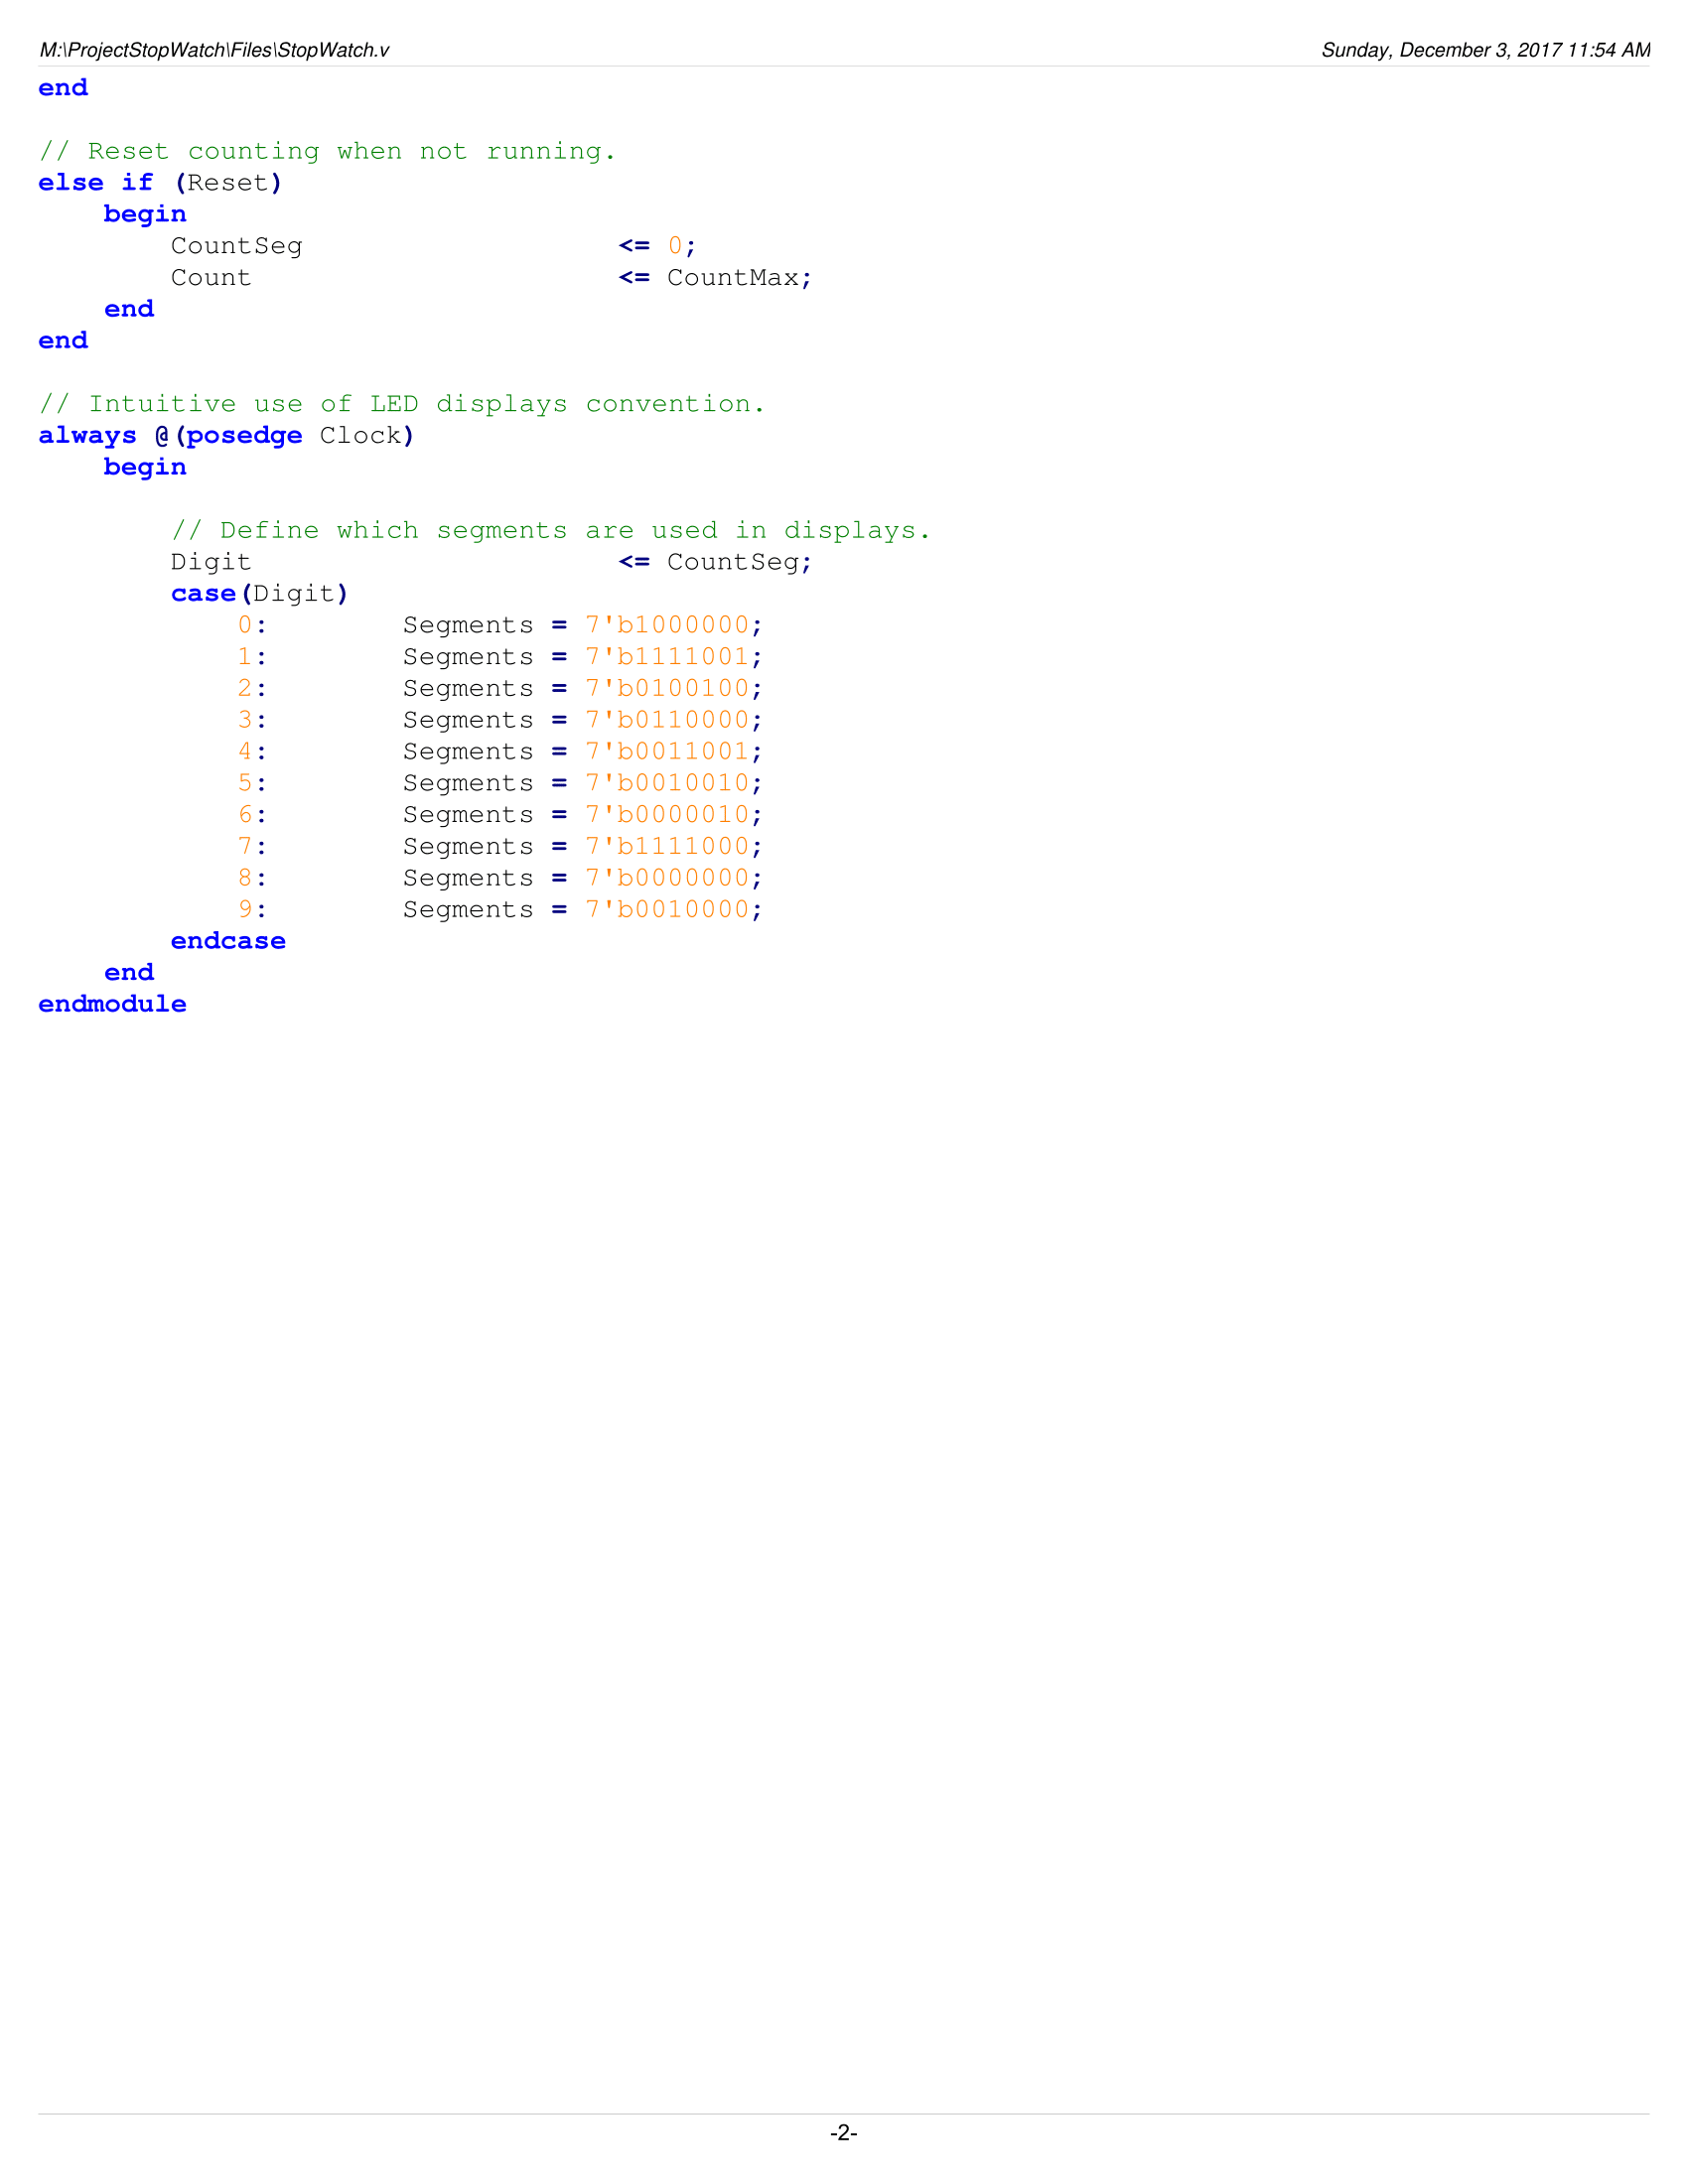 M:\ProjectStopWatch\Files\StopWatch.v Sunday, December 3, 2017 11:54 AM
end
// Reset counting when not running.
else if (Reset)
begin
CountSeg <= 0;
Count <= CountMax;
end
end
// Intuitive use of LED displays convention.
always @(posedge Clock)
begin
// Define which segments are used in displays.
Digit <= CountSeg;
case(Digit)
0: Segments = 7'b1000000;
1: Segments = 7'b1111001;
2: Segments = 7'b0100100;
3: Segments = 7'b0110000;
4: Segments = 7'b0011001;
5: Segments = 7'b0010010;
6: Segments = 7'b0000010;
7: Segments = 7'b1111000;
8: Segments = 7'b0000000;
9: Segments = 7'b0010000;
endcase
end
endmodule
-2-